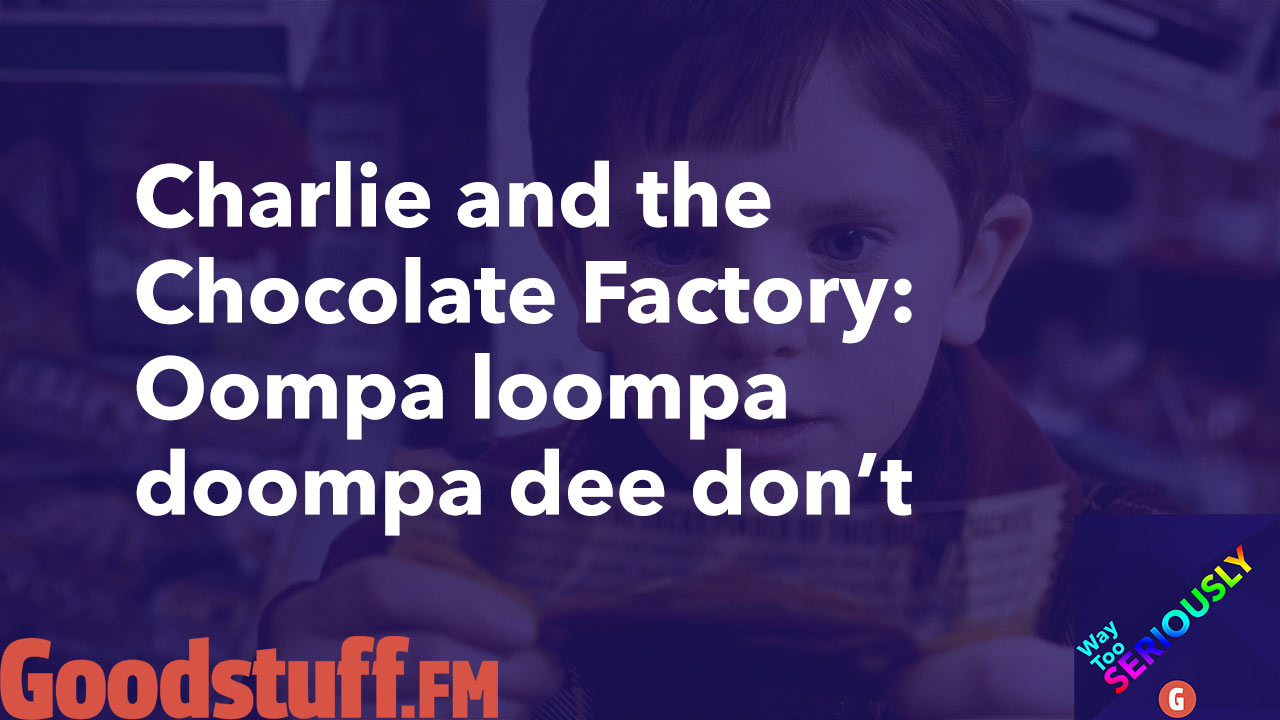 Charlie and the
Chocolate Factory:
Oompa loompa
doompa dee don’t
Goodstuff.FM
Way
Too
SERIOUSLY
G